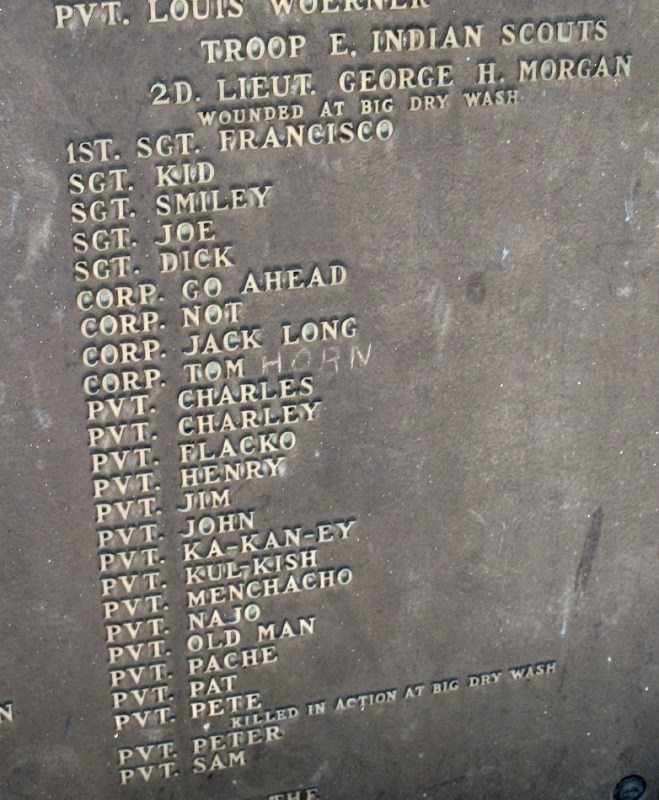 PVT. LOUIS WOERNER
TROOP E, INDIAN SCOUTS
2D. LIEUT. GEORGE H. MORGAN
WOUNDED AT BIG DRY WASH
1ST. SGT. FRANCISCO
SGT. KID
SGT. SMILEY
SGT. JOE
SGT. DICK
CORP. GO AHEAD
CORP. NOT
CORP. JACK LONG
CORP. TOM HORN
PVT. CHARLES
PVT. CHARLEY
PVT. FLACKO
PVT. HENRY
PVT. JIM
PVT. JOHN
PVT. KA-KAN-EY
PVT. KUL-KISH
PVT. MENCHACHO
PVT. NAJO
PVT. OLD MAN
PVT. PACHE
PVT. PAT
PVT. PETE
KILLED IN ACTION AT BIG DRY WASH
PVT. PETER
PVT. SAM
N
THE